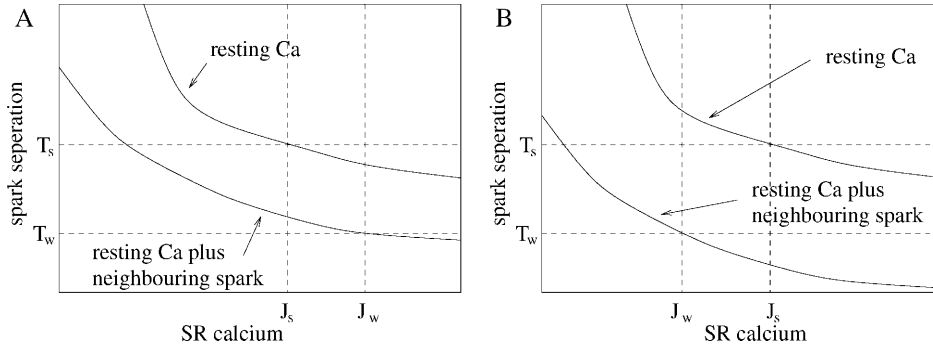 A
resting Ca
spark seperation
T_s
T_w
resting Ca plus
neighbouring spark
J_s
J_w
SR calcium
B
resting Ca
spark seperation
T_s
T_w
resting Ca plus
neighbouring spark
J_w
J_s
SR calcium